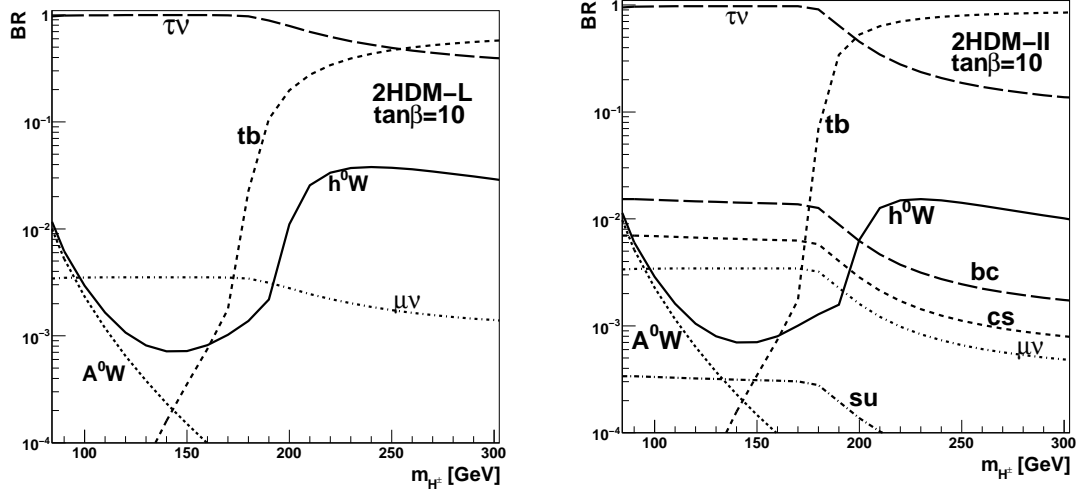 BR
1
10⁻¹
10⁻²
10⁻³
10⁻⁴
τν
2HDM-L
tanβ=10
tb
h⁰W
μν
A⁰W
100 150 200 250 300
m_H± [GeV]
BR
1
10⁻¹
10⁻²
10⁻³
10⁻⁴
τν
2HDM-II
tanβ=10
tb
h⁰W
bc
cs
A⁰W
μν
su
100 150 200 250 300
m_H± [GeV]